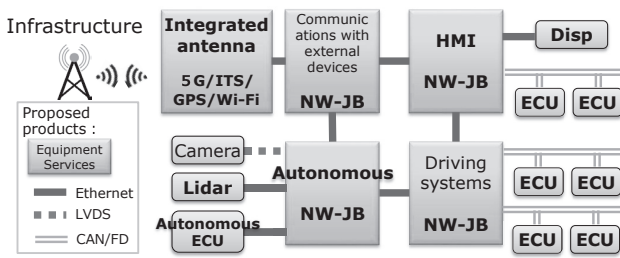 Infrastructure
Proposed
products :
Equipment
Services
Ethernet
LVDS
CAN/FD
Integrated
antenna
5G/ITS/
GPS/Wi-Fi
Communic
ations with
external
devices
NW-JB
HMI
NW-JB
Disp
ECU
ECU
Camera
Lidar
Autonomous
ECU
Autonomous
NW-JB
Driving
systems
NW-JB
ECU
ECU
ECU
ECU